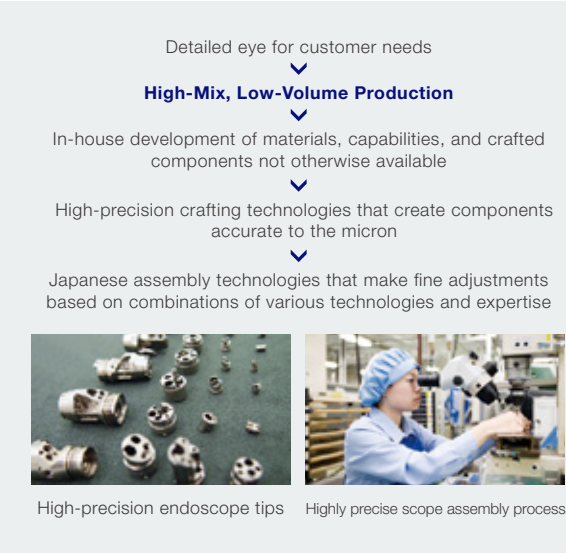 Detailed eye for customer needs
High-Mix, Low-Volume Production
In-house development of materials, capabilities, and crafted
components not otherwise available
High-precision crafting technologies that create components
accurate to the micron
Japanese assembly technologies that make fine adjustments
based on combinations of various technologies and expertise
High-precision endoscope tips
Highly precise scope assembly process